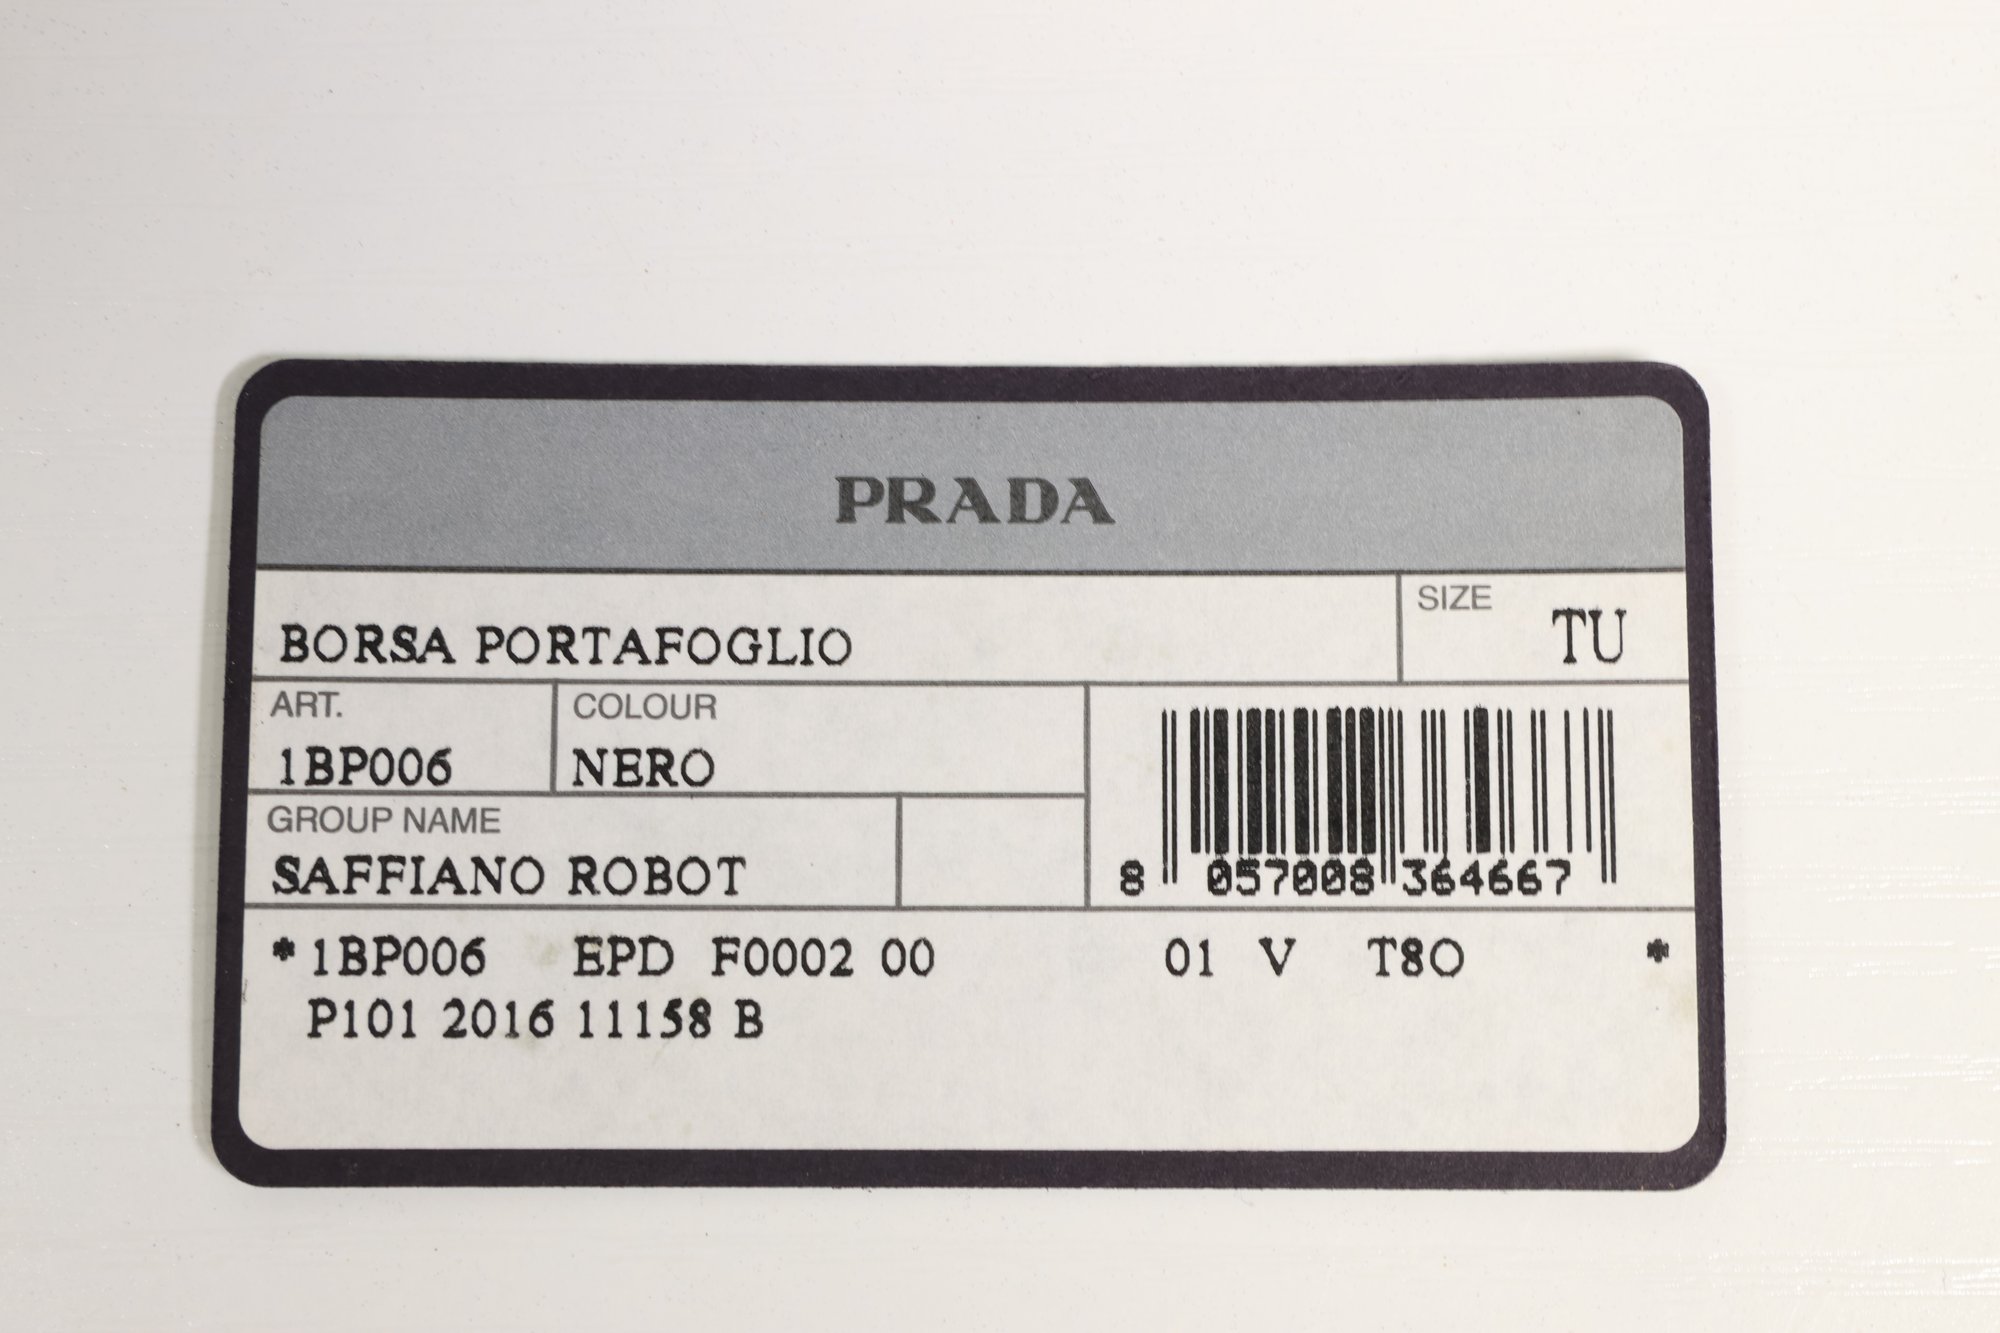 PRADA
BORSA PORTAFOGLIO
SIZE TU
ART.
1BP006
COLOUR
NERO
GROUP NAME
SAFFIANO ROBOT
8 057008 364667
*1BP006 EPD F0002 00 01 V T80 *
P101 2016 11158 B